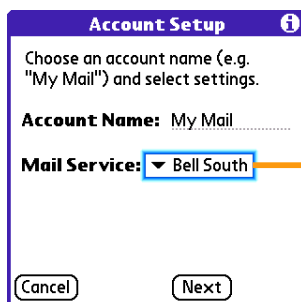 Account Setup
Choose an account name (e.g.
"My Mail") and select settings.
Account Name: My Mail
Mail Service: Bell South
Cancel Next